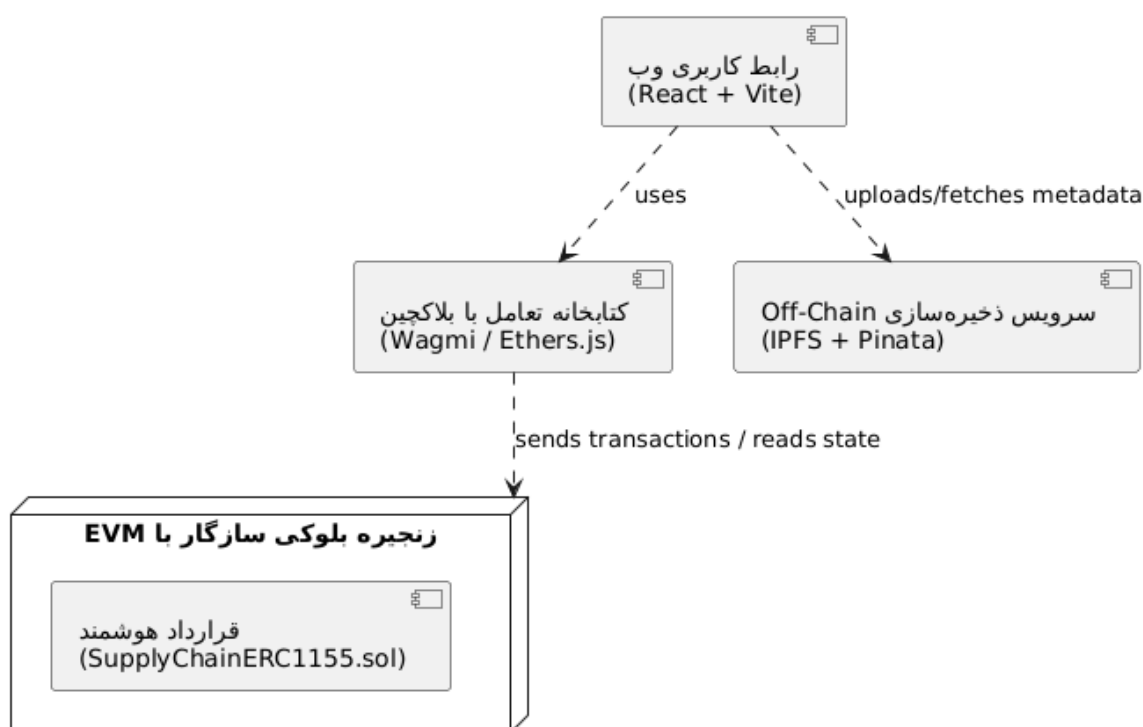 رابط کاربری وب
(React + Vite)
uses
uploads/fetches metadata
کتابخانه تعامل با بلاکچین
(Wagmi / Ethers.js)
سرویس ذخیره‌سازی Off-Chain
(IPFS + Pinata)
sends transactions / reads state
زنجیره بلوکی سازگار با EVM
قرارداد هوشمند
(SupplyChainERC1155.sol)